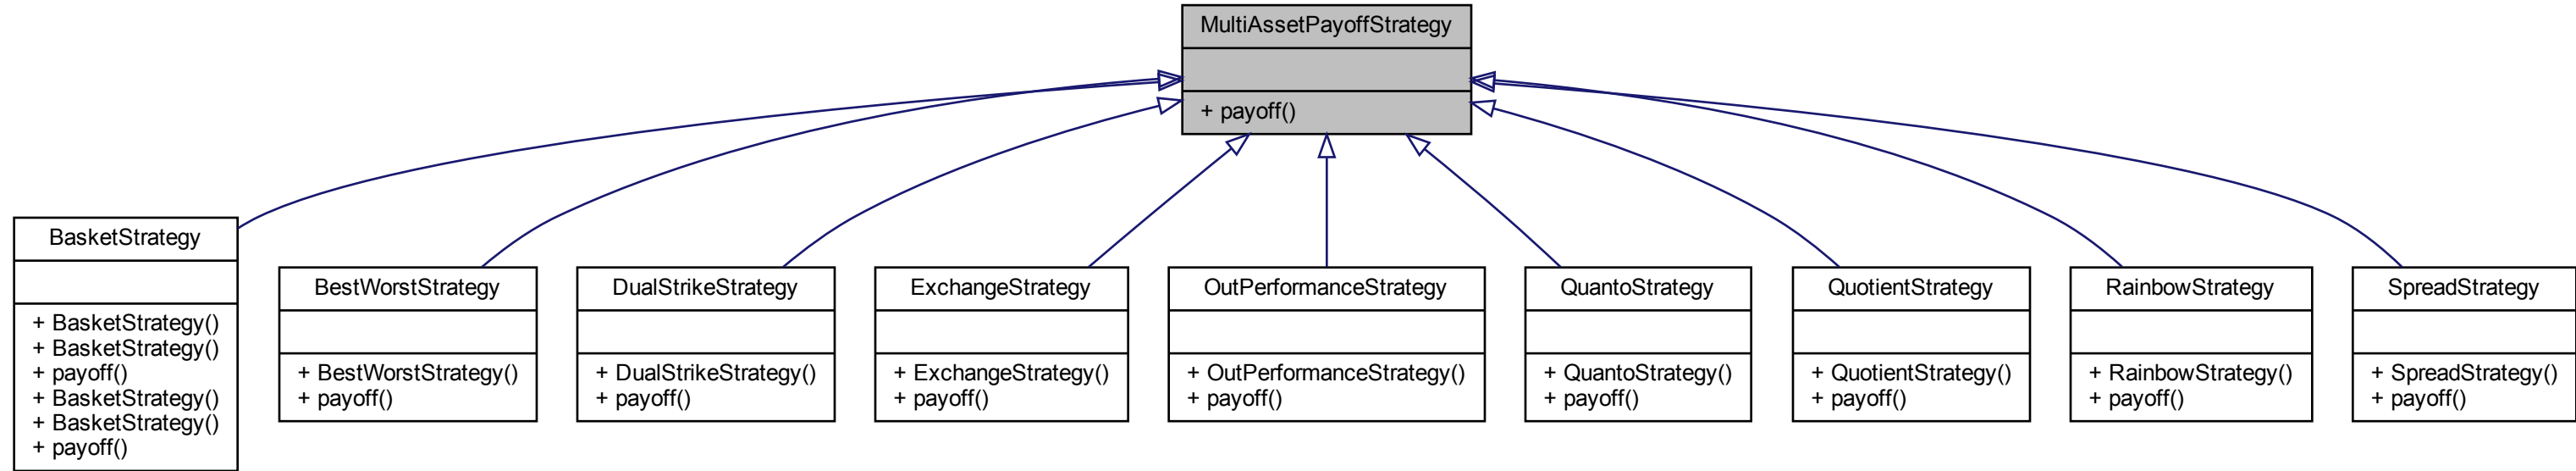 MultiAssetPayoffStrategy
+ payoff()
BasketStrategy
+ BasketStrategy()
+ BasketStrategy()
+ payoff()
+ BasketStrategy()
+ BasketStrategy()
+ payoff()
BestWorstStrategy
+ BestWorstStrategy()
+ payoff()
DualStrikeStrategy
+ DualStrikeStrategy()
+ payoff()
ExchangeStrategy
+ ExchangeStrategy()
+ payoff()
OutPerformanceStrategy
+ OutPerformanceStrategy()
+ payoff()
QuantoStrategy
+ QuantoStrategy()
+ payoff()
QuotientStrategy
+ QuotientStrategy()
+ payoff()
RainbowStrategy
+ RainbowStrategy()
+ payoff()
SpreadStrategy
+ SpreadStrategy()
+ payoff()